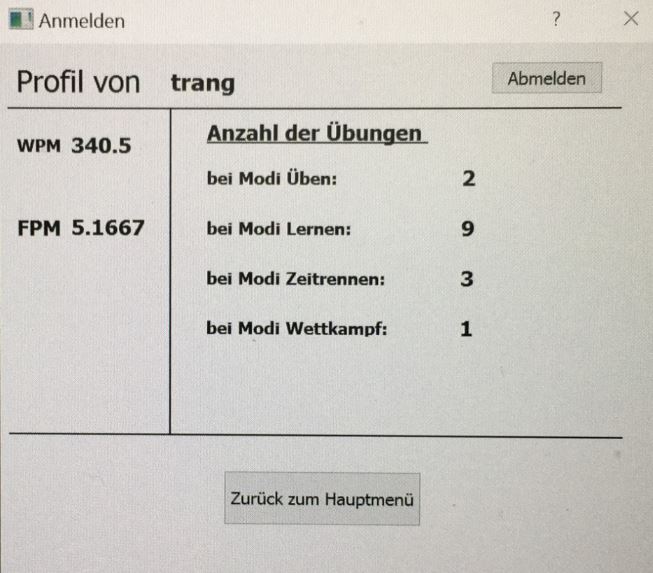 Anmelden ?
Profil von trang Abmelden
WPM 340.5
FPM 5.1667
Anzahl der Übungen
bei Modi Üben: 2
bei Modi Lernen: 9
bei Modi Zeitrennen: 3
bei Modi Wettkampf: 1
Zurück zum Hauptmenü